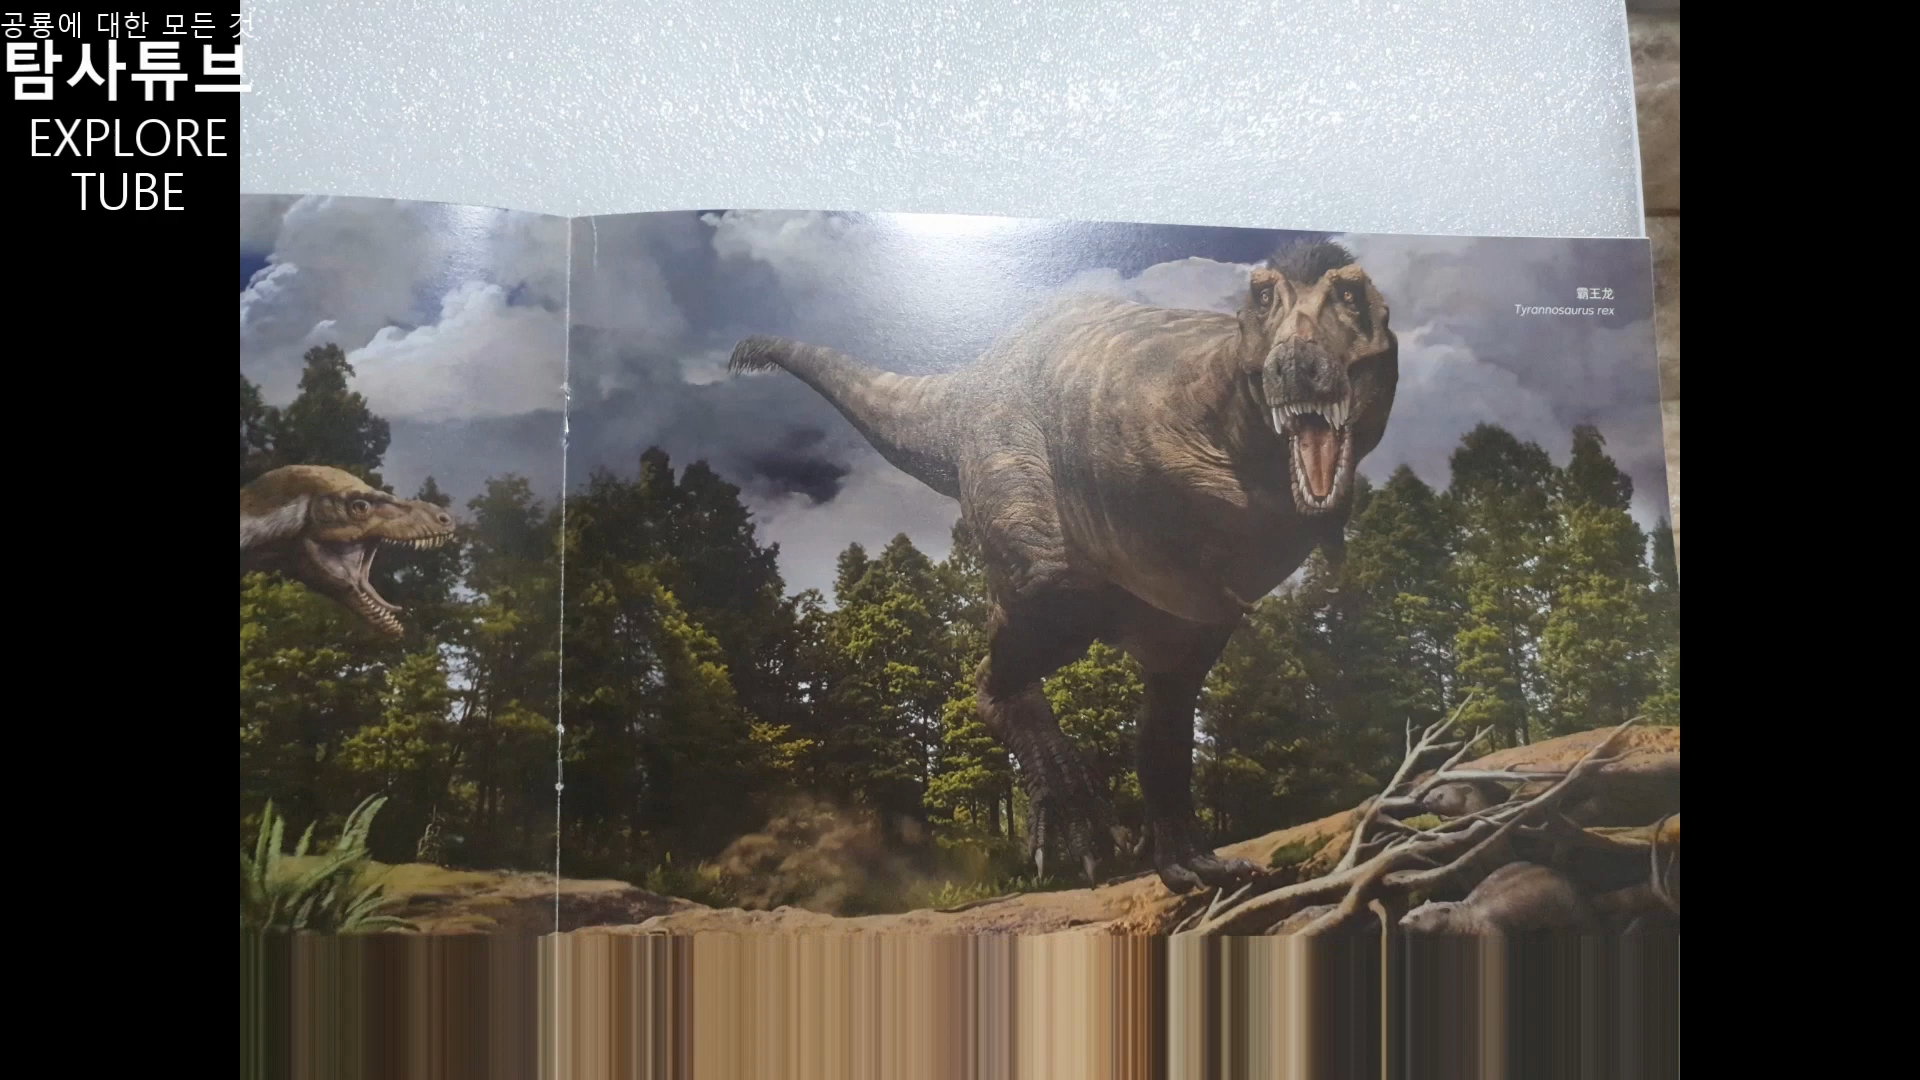 공룡에 대한 모든 것
탐사튜브
EXPLORE
TUBE
霸王龙
Tyrannosaurus rex